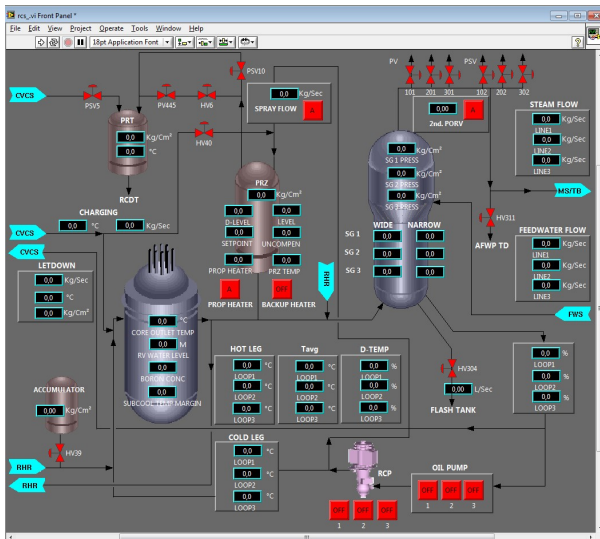 rcs_.vi Front Panel *
File Edit View Project Operate Tools Window Help
18pt Application Font
PSV10
PV
PSV
101 201 301 102 202 302
CVCS
PSV5
PV445
HV6
0,0 Kg/Sec
SPRAY FLOW
A
0,00
A
2nd. PORV
STEAM FLOW
0,0 Kg/Sec
LINE1
0,0 Kg/Sec
LINE2
0,0 Kg/Sec
LINE3
PRT
0,0 Kg/Cm²
0,0 °C
HV40
RCDT
0,0 Kg/Cm²
SG 1 PRESS
0,0 Kg/Cm²
SG 2 PRESS
0,0 Kg/Cm²
SG 3 PRESS
MS/TB
PRZ
0,0 Kg/Cm²
D-LEVEL
0,0
LEVEL
0,0
SETPOINT
0,0
UNCOMPEN
0,0
PROP HEATER
0,0
PRZ TEMP
0,0
A
PROP HEATER
OFF
BACKUP HEATER
CHARGING
CVCS
0,0 °C
0,0 Kg/Sec
CVCS
LETDOWN
0,0 Kg/Sec
0,0 °C
0,0 Kg/Cm²
WIDE NARROW
SG 1 0,0 0,0
SG 2 0,0 0,0
SG 3 0,0 0,0
HV311
AFWP TD
FEEDWATER FLOW
0,0 Kg/Sec
LINE1
0,0 Kg/Sec
LINE2
0,0 Kg/Sec
LINE3
FWS
RHR
0,0 °C
CORE OUTLET TEMP
0,0 M
RV WATER LEVEL
0,0
BORON CONC
0,0
SUBCOOL TEMP MARGIN
HOT LEG
0,0 °C
LOOP1
0,0 °C
LOOP2
0,0 °C
LOOP3
Tavg
0,0 °C
LOOP1
0,0 °C
LOOP2
0,0 °C
LOOP3
D-TEMP
0,0 %
LOOP1
0,0 %
LOOP2
0,0 %
LOOP3
HV304
0,00 L/Sec
FLASH TANK
0,0 %
LOOP1
0,0 %
LOOP2
0,0 %
LOOP3
ACCUMULATOR
0,00 Kg/Cm²
HV39
RHR
RHR
COLD LEG
0,0 °C
LOOP1
0,0 °C
LOOP2
0,0 °C
LOOP3
RCP
OFF OFF OFF
1 2 3
OIL PUMP
OFF OFF OFF
1 2 3